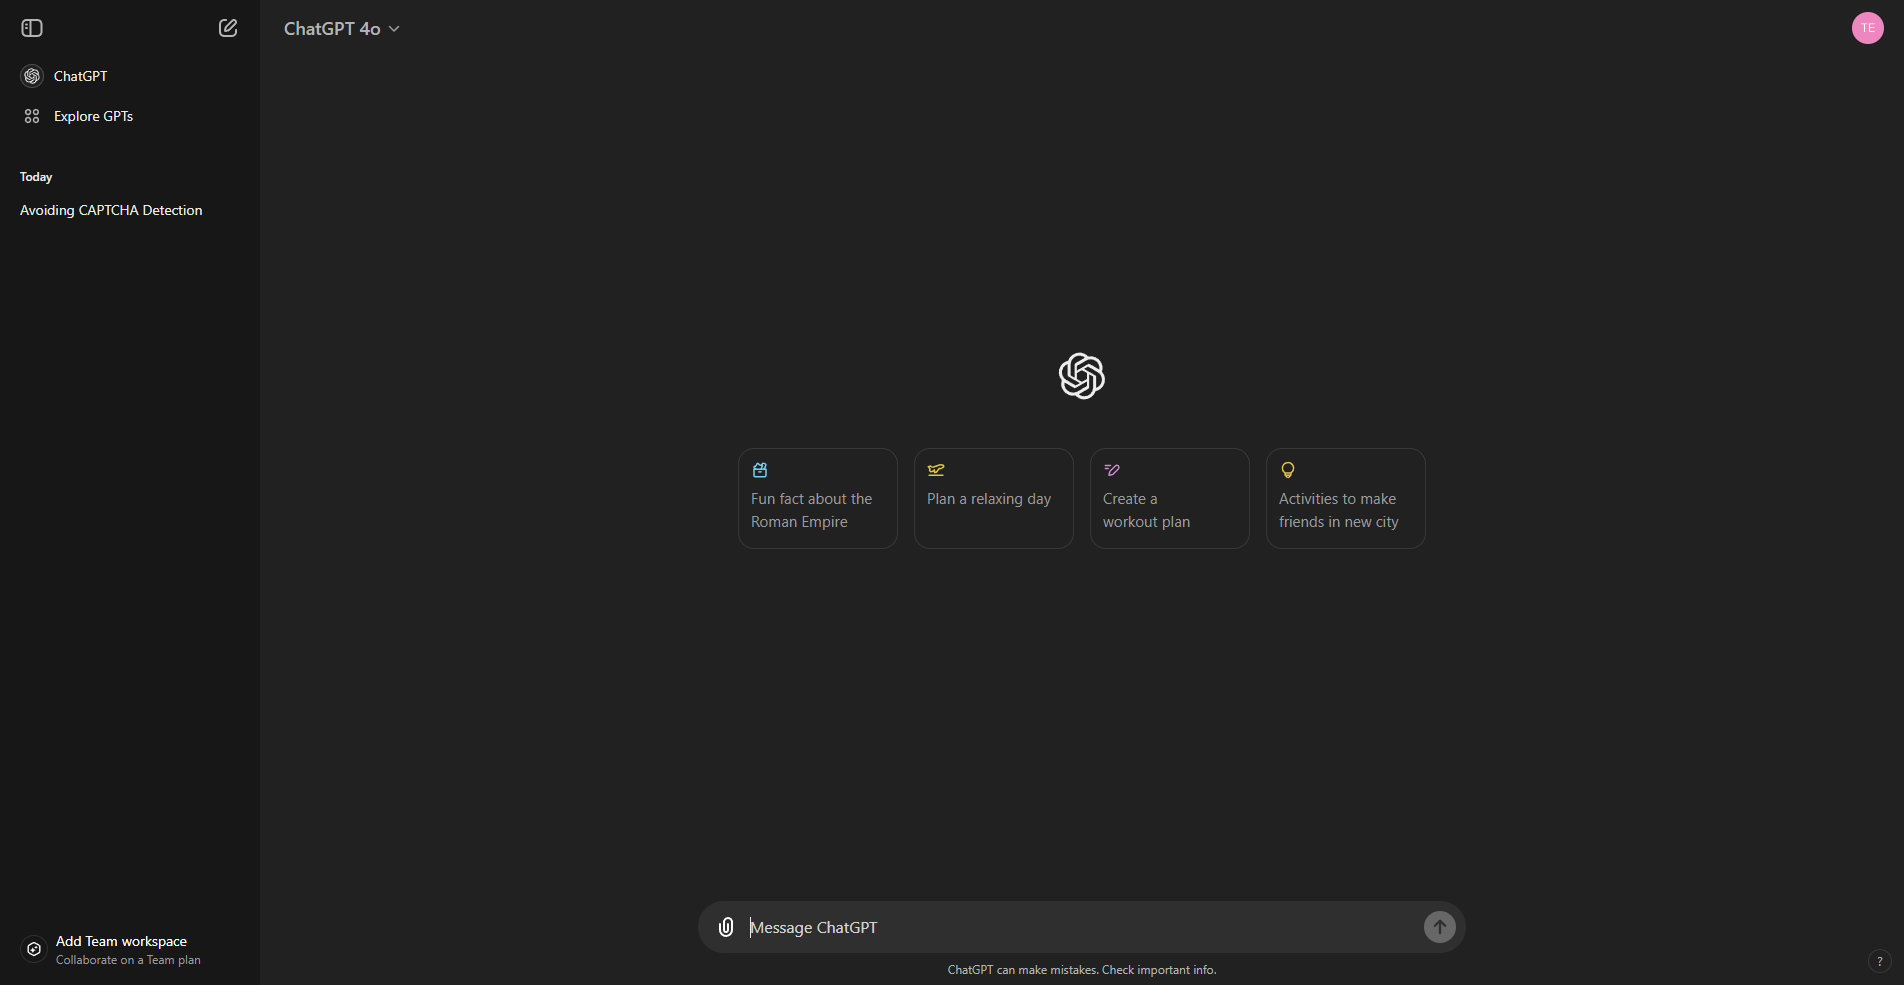 ChatGPT 4o
TE
ChatGPT
Explore GPTs
Today
Avoiding CAPTCHA Detection
Fun fact about the
Roman Empire
Plan a relaxing day
Create a
workout plan
Activities to make
friends in new city
Add Team workspace
Collaborate on a Team plan
Message ChatGPT
ChatGPT can make mistakes. Check important info.
?